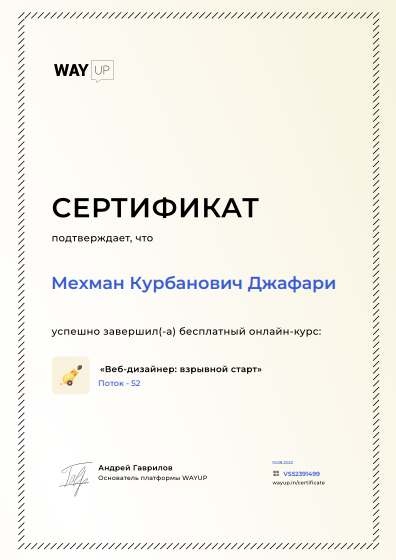 WAY UP
СЕРТИФИКАТ
подтверждает, что
Мехман Курбанович Джафари
успешно завершил(-а) бесплатный онлайн-курс:
«Веб-дизайнер: взрывной старт»
Поток - 52
Андрей Гаврилов
Основатель платформы WAYUP
10.08.2022
VS52391499
wayup.in/certificate